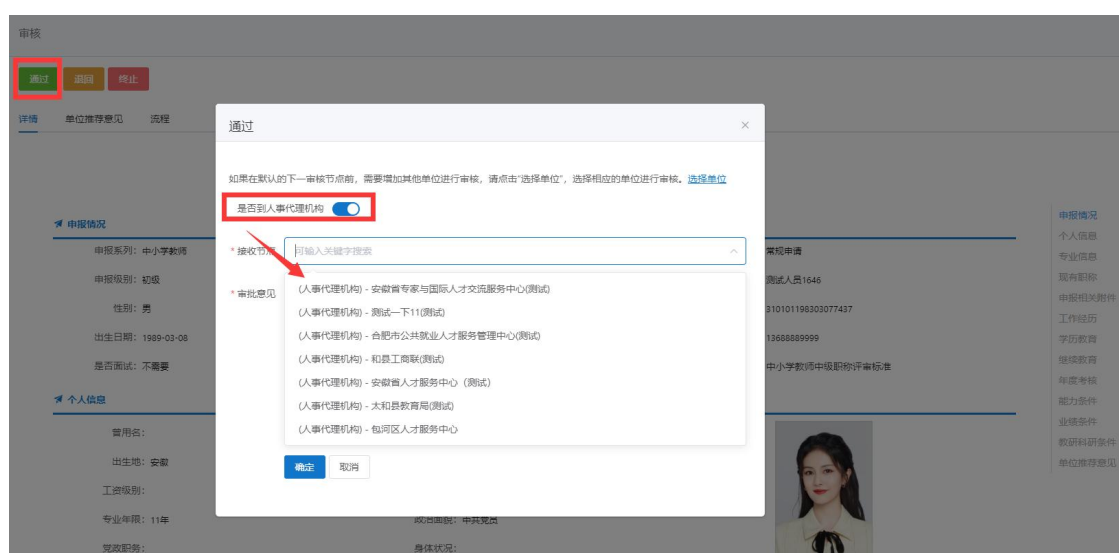 审核
通过 退回 终止
详情 单位推荐意见 流程
通过
如果在默认的下一审核节点前，需要增加其他单位进行审核，请点击“选择单位”，选择相应的单位进行审核。选择单位
是否到人事代理机构
* 接收节点 可输入关键字搜索
* 审批意见
(人事代理机构) - 安徽省专家与国际人才交流服务中心(测试)
(人事代理机构) - 测试一下11(测试)
(人事代理机构) - 合肥市公共就业人才服务管理中心(测试)
(人事代理机构) - 和县工商联(测试)
(人事代理机构) - 安徽省人才服务中心（测试）
(人事代理机构) - 太和县教育局(测试)
(人事代理机构) - 包河区人才服务中心
确定 取消
申报情况
申报系列：中小学教师
常规申请
申报级别：初级
测试人员1646
性别：男
310101198303077437
出生日期：1989-03-08
13688889999
是否面试：不需要
中小学教师中级职称评审标准
个人信息
曾用名：
出生地：安徽
工资级别：
专业年限：11年
政治面貌：中共党员
党政职务：
身体状况：
申报情况
个人信息
专业信息
现有职称
申报相关附件
工作经历
学历教育
继续教育
年度考核
能力条件
业绩条件
教研科研条件
单位推荐意见